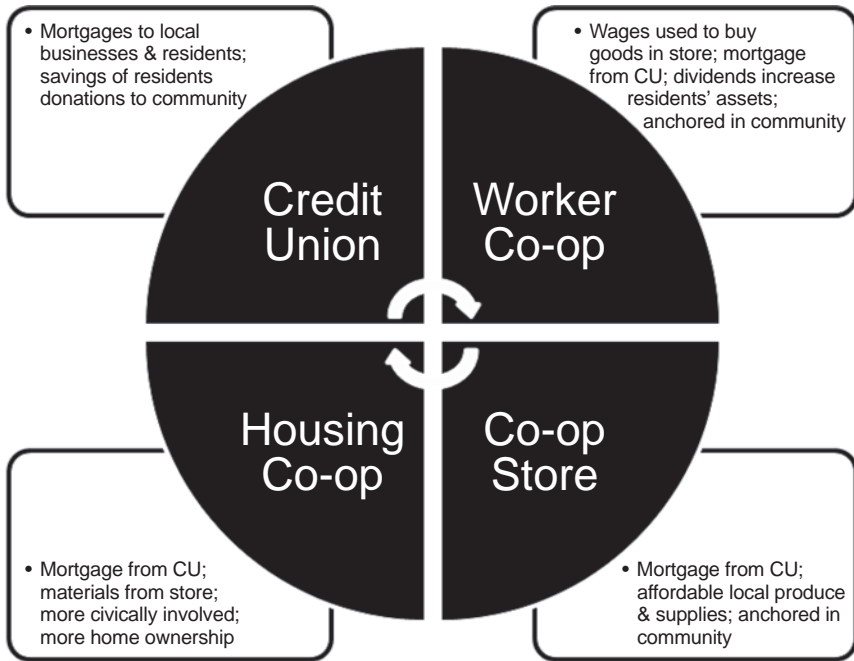 • Mortgages to local
businesses & residents;
savings of residents
donations to community
• Wages used to buy
goods in store; mortgage
from CU; dividends increase
residents’ assets;
anchored in community
Credit
Union
Worker
Co-op
Housing
Co-op
Co-op
Store
• Mortgage from CU;
materials from store;
more civically involved;
more home ownership
• Mortgage from CU;
affordable local produce
& supplies; anchored in
community